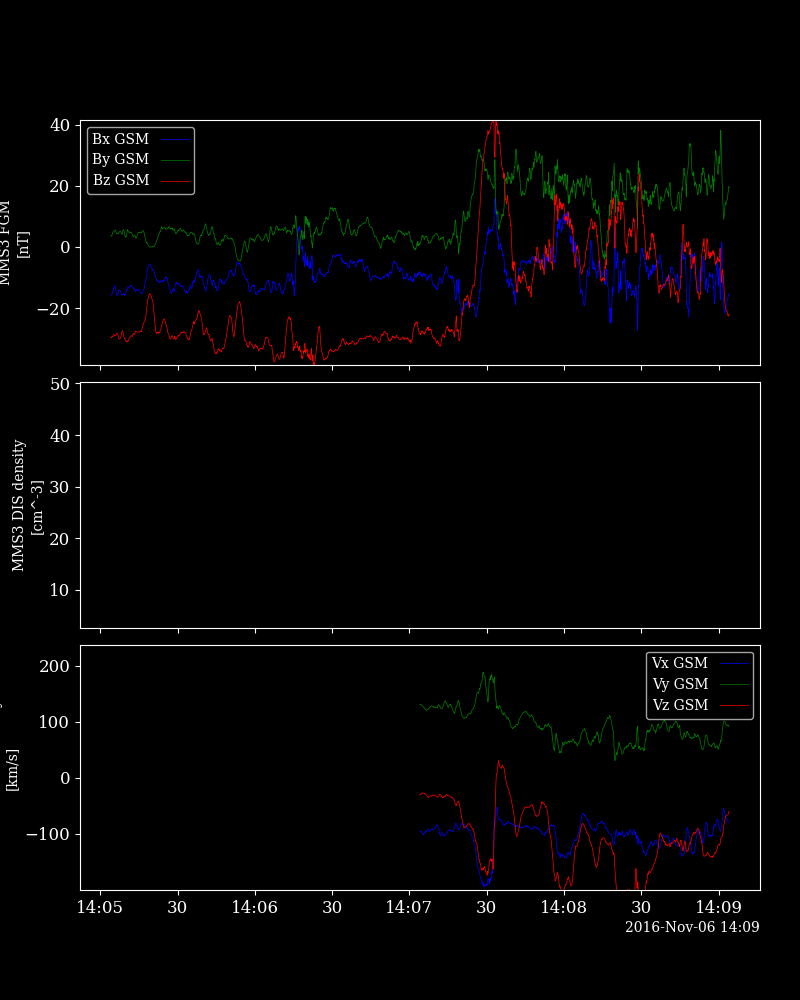 40
20
0
−20
MMS3 FGM
[nT]
Bx GSM
By GSM
Bz GSM
50
40
30
20
10
MMS3 DIS density
[cm^-3]
200
100
0
−100
[km/s]
Vx GSM
Vy GSM
Vz GSM
14:05 30 14:06 30 14:07 30 14:08 30 14:09
2016-Nov-06 14:09